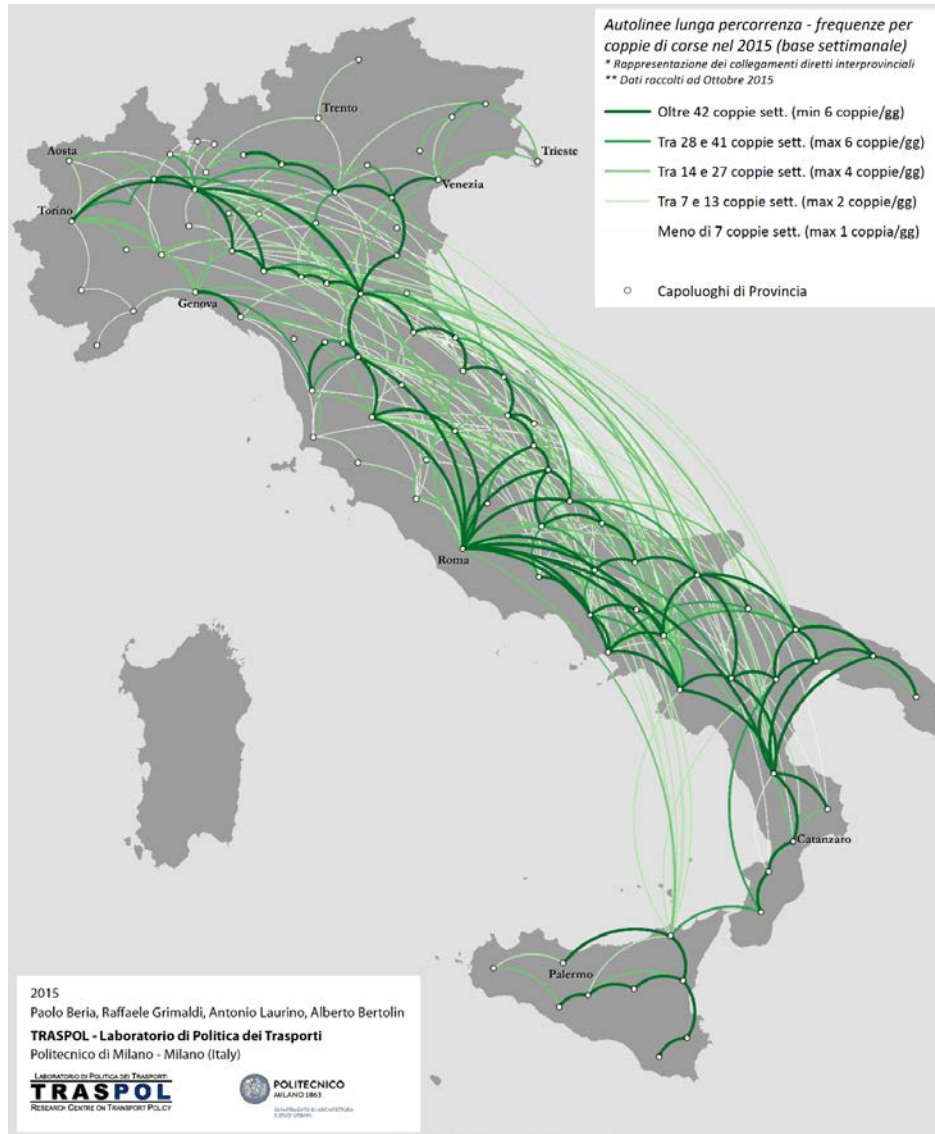 Autolinee lunga percorrenza - frequenze per
coppie di corse nel 2015 (base settimanale)
* Rappresentazione dei collegamenti diretti interprovinciali
** Dati raccolti ad Ottobre 2015
Oltre 42 coppie sett. (min 6 coppie/gg)
Tra 28 e 41 coppie sett. (max 6 coppie/gg)
Tra 14 e 27 coppie sett. (max 4 coppie/gg)
Tra 7 e 13 coppie sett. (max 2 coppie/gg)
Meno di 7 coppie sett. (max 1 coppia/gg)
Capoluoghi di Provincia
Trento
Aosta
Trieste
Venezia
Torino
Genova
Roma
Catanzaro
Palermo
2015
Paolo Beria, Raffaele Grimaldi, Antonio Laurino, Alberto Bertolin
TRASPOL - Laboratorio di Politica dei Trasporti
Politecnico di Milano - Milano (Italy)
LABORATORIO DI POLITICA DEI TRASPORTI
TRASPOL
RESEARCH CENTRE ON TRANSPORT POLICY
POLITECNICO
MILANO 1863
DIPARTIMENTO DI ARCHITETTURA
E STUDI URBANI